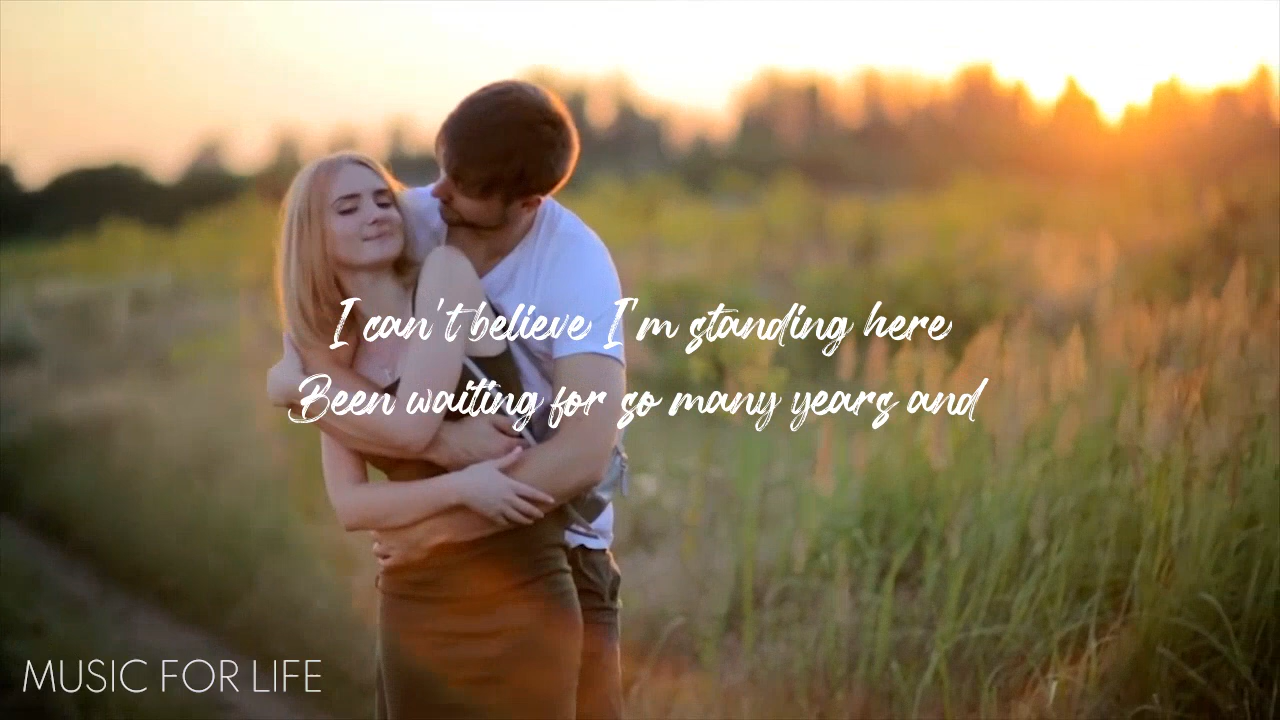 I can't believe I'm standing here
Been waiting for so many years and
MUSIC FOR LIFE